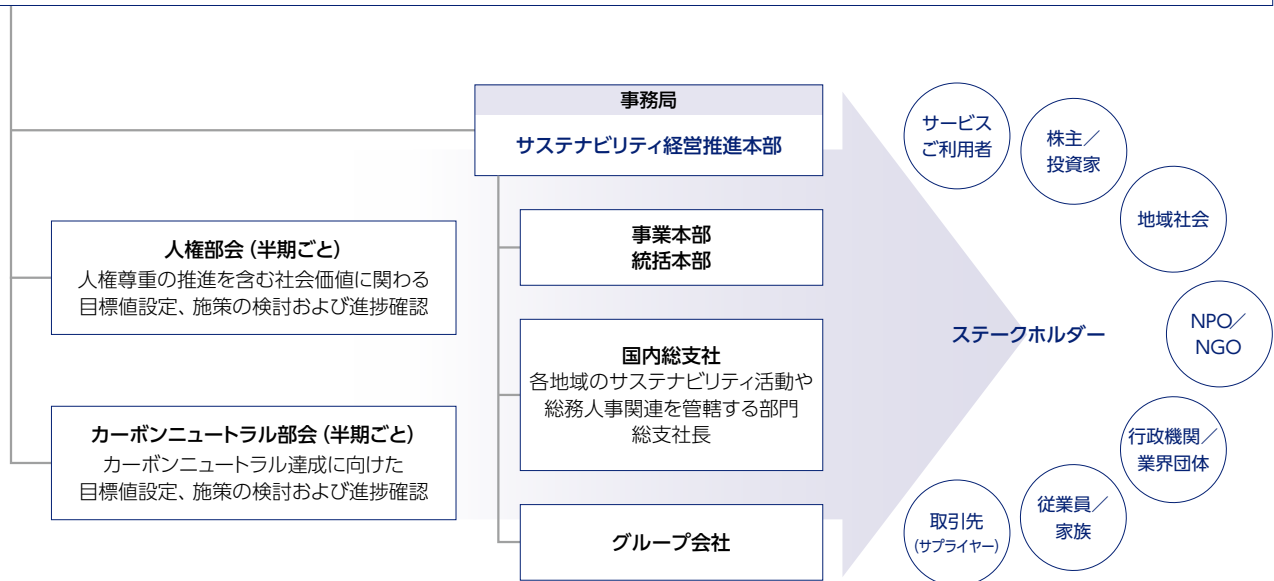 事務局
サステナビリティ経営推進本部
人権部会(半期ごと)
人権尊重の推進を含む社会価値に関わる
目標値設定、施策の検討および進捗確認
カーボンニュートラル部会(半期ごと)
カーボンニュートラル達成に向けた
目標値設定、施策の検討および進捗確認
事業本部
統括本部
国内総支社
各地域のサステナビリティ活動や
総務人事関連を管轄する部門
総支社長
グループ会社
ステークホルダー
サービス
ご利用者
株主/
投資家
地域社会
NPO/
NGO
行政機関/
業界団体
従業員/
家族
取引先
(サプライヤー)